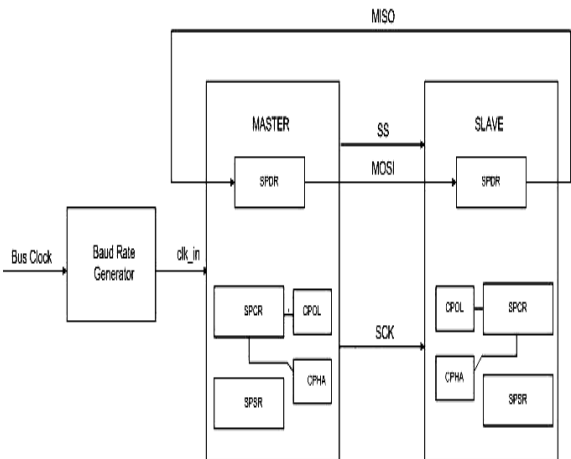 MISO
MASTER
SS
SLAVE
SPDR
MOSI
SPDR
Bus Clock
Baud Rate
Generator
clk_in
SPCR
CPOL
SCK
CPOL
SPCR
CPHA
CPHA
SPSR
SPSR